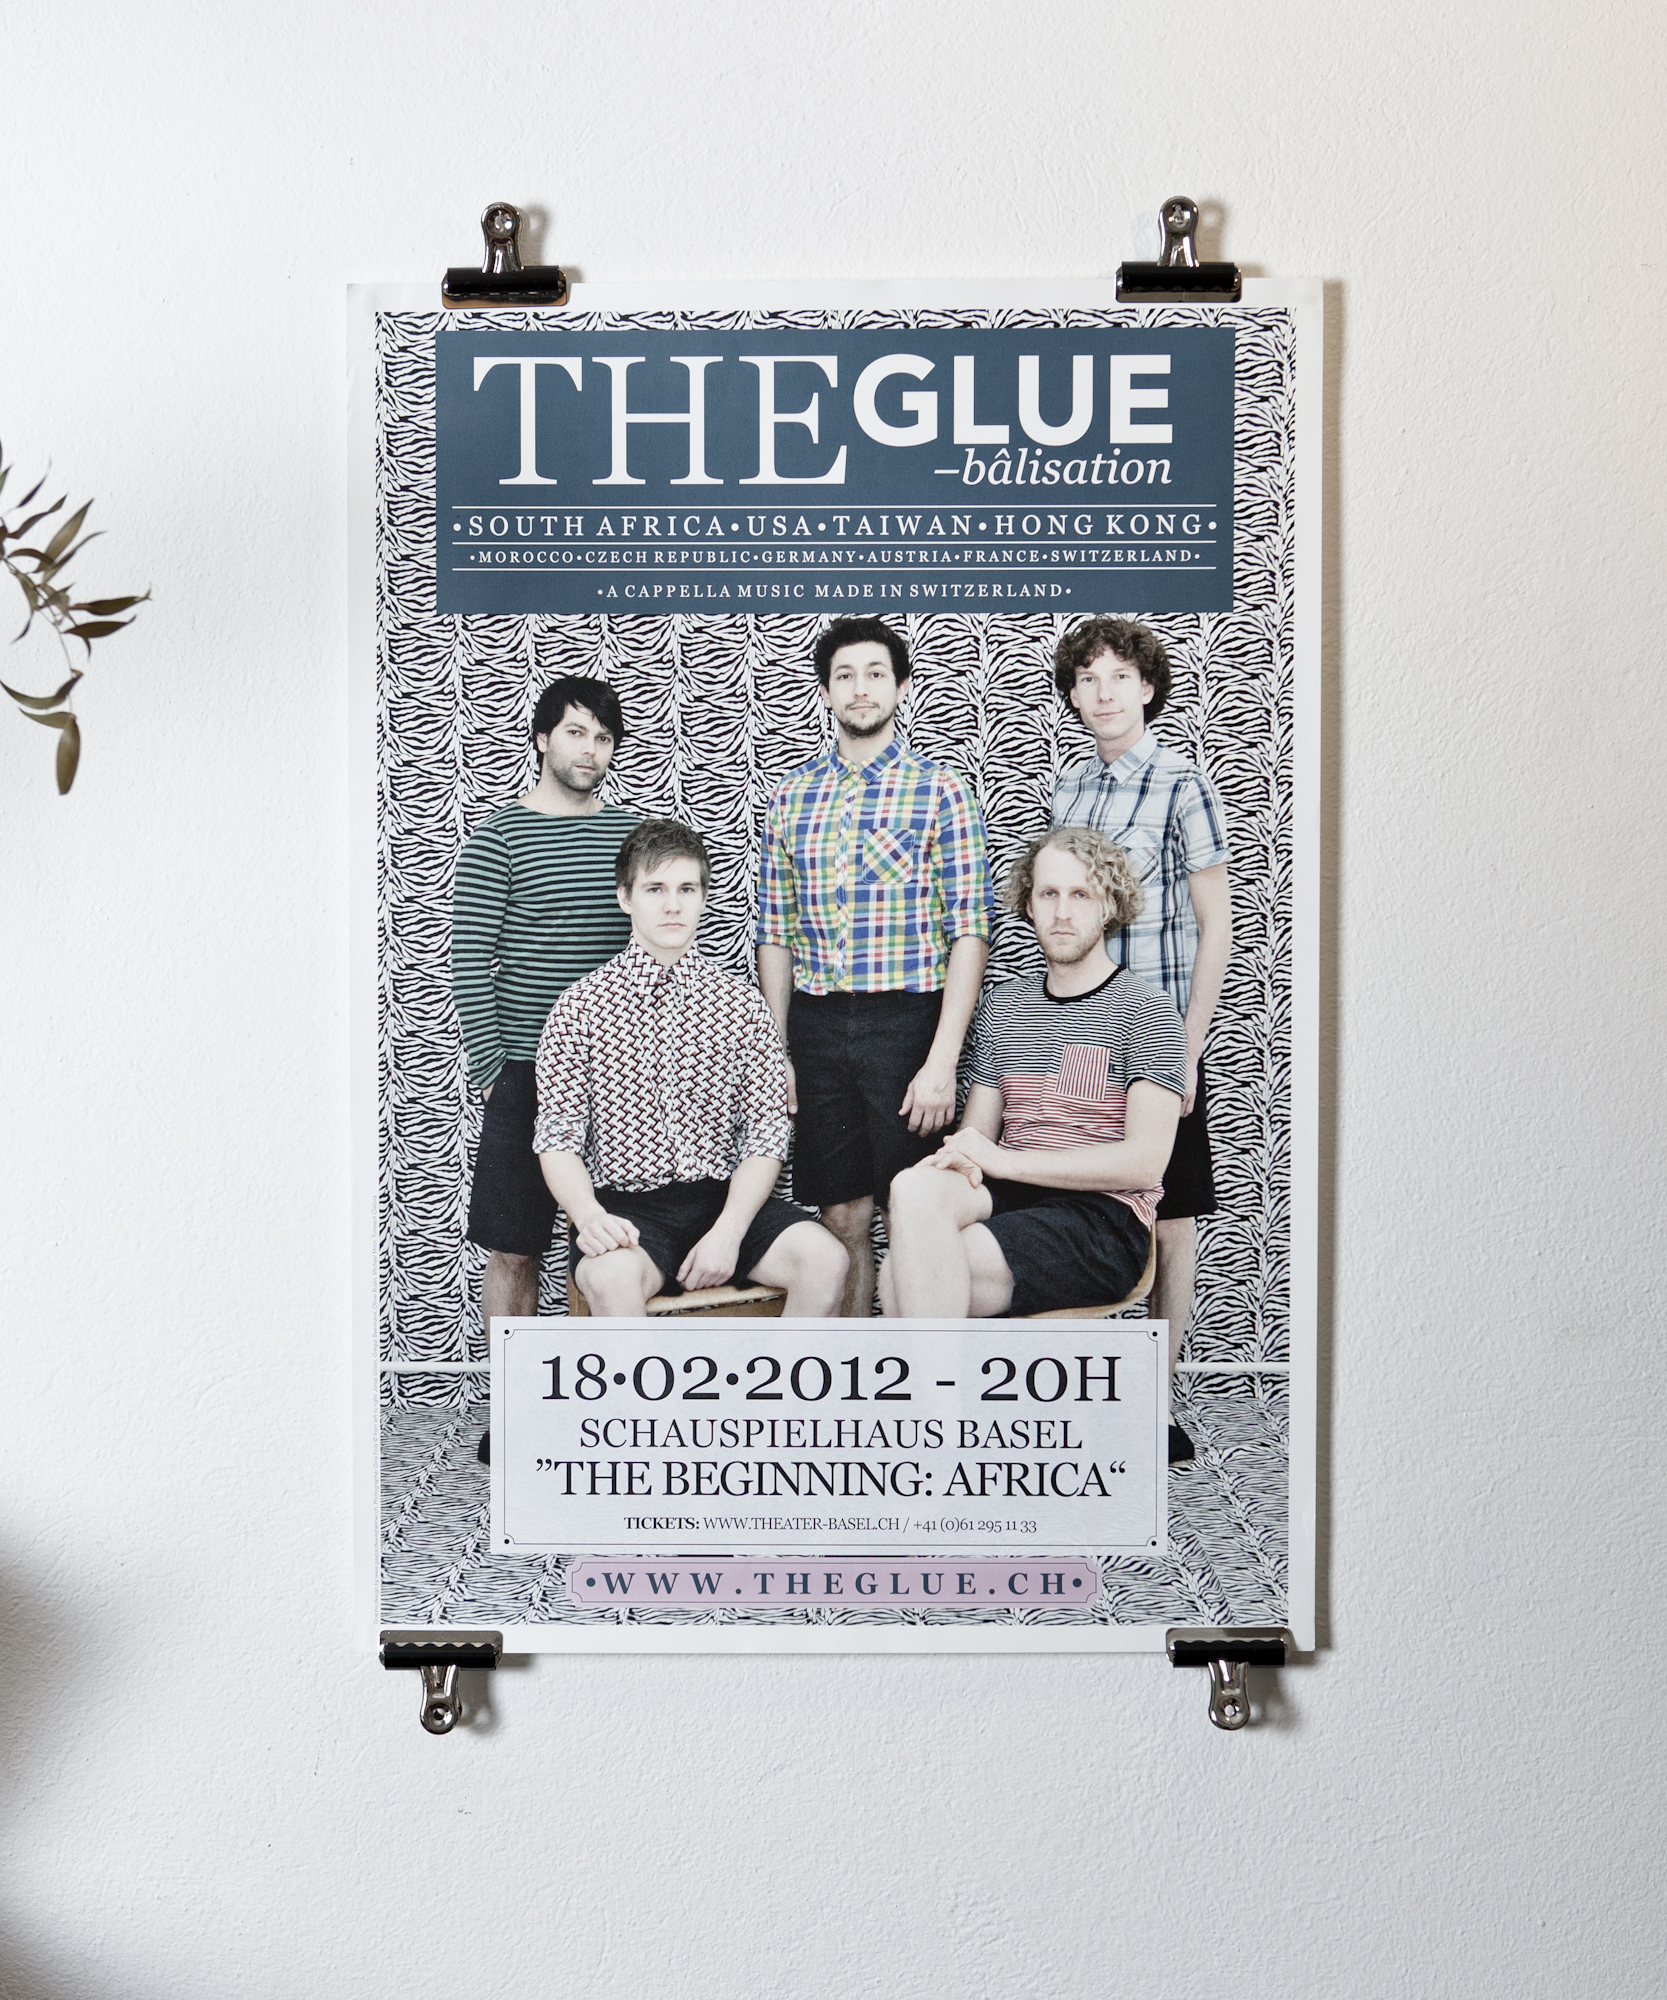 THE GLUE
–bâlisation
•SOUTH AFRICA•USA•TAIWAN•HONG KONG•
•MOROCCO•CZECH REPUBLIC•GERMANY•AUSTRIA•FRANCE•SWITZERLAND•
•A CAPPELLA MUSIC MADE IN SWITZERLAND•
18•02•2012 - 20H
SCHAUSPIELHAUS BASEL
”THE BEGINNING: AFRICA“
TICKETS: WWW.THEATER-BASEL.CH / +41 (0)61 295 11 33
•WWW.THEGLUE.CH•